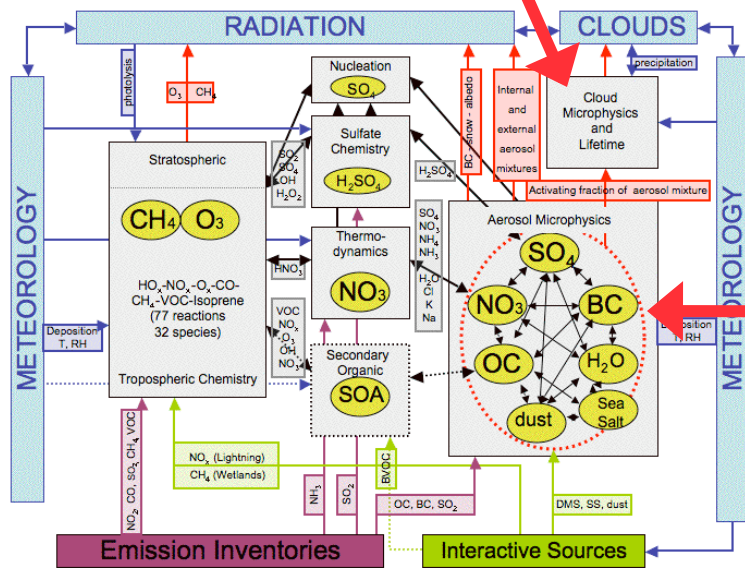 RADIATION
CLOUDS
METEOROLOGY
METEOROLOGY
photolysis
O₃ CH₄
Nucleation
SO₄
BC -snow - albedo
Internal
and
external
aerosol
mixtures
precipitation
Cloud
Microphysics
and
Lifetime
Stratospheric
SO₂
SO₄
OH
H₂O₂
Sulfate
Chemistry
H₂SO₄
H₂SO₄
Activating fraction of aerosol mixture
CH₄ O₃
Thermo-
dynamics
NO₃
HNO₃
SO₄
NO₃
NH₄
NH₃
H₂O
Cl
K
Na
Aerosol Microphysics
SO₄
NO₃
BC
OC
H₂O
dust
Sea
Salt
HOₓ-NOₓ-Oₓ-CO-
CH₄-VOC-Isoprene
(77 reactions
32 species)
Tropospheric Chemistry
Deposition
T, RH
Deposition
T, RH
VOC
NOₓ
O₃
OH
NO₃
Secondary
Organic
SOA
NOₓ (Lightning)
CH₄ (Wetlands)
NH₃
SO₂
BVOC
OC, BC, SO₂
DMS, SS, dust
Emission Inventories
Interactive Sources